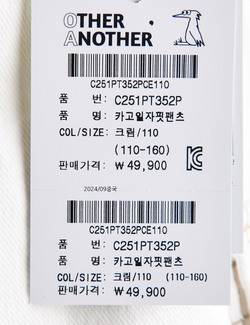 OTHER
ANOTHER
C251PT352PCE110
품 번: C251PT352P
품 명: 카고일자핏팬츠
COL/SIZE: 크림/110
(110-160)
판매가격: ₩49,900
2024/09중국
C251PT352PCE110
품 번: C251PT352P
품 명: 카고일자핏팬츠
COL/SIZE: 크림/110 (110-160)
판매가격: ₩49,900